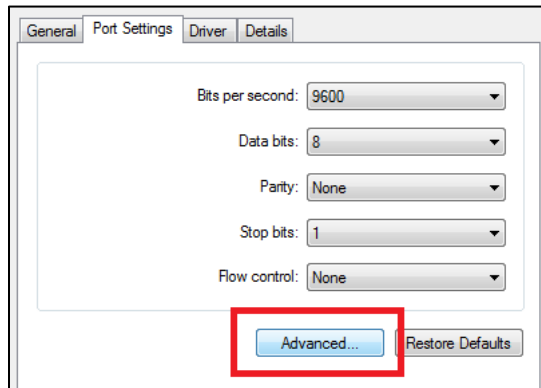 General Port Settings Driver Details
Bits per second: 9600
Data bits: 8
Parity: None
Stop bits: 1
Flow control: None
Advanced... Restore Defaults